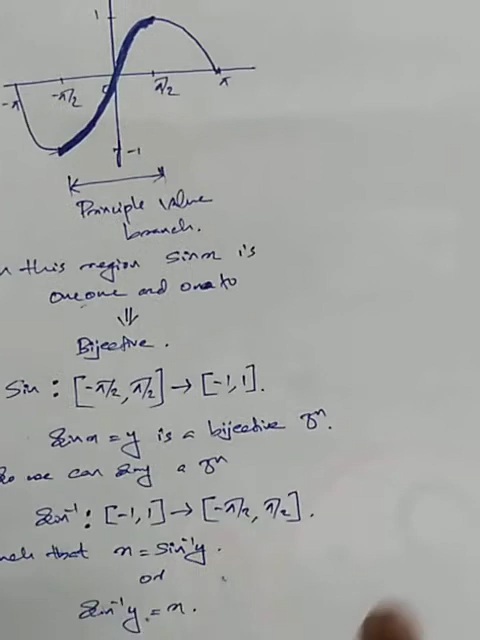 1
-π -π/2 0 π/2 π
-1
Principle value
branch.
this region sinx is
oneone and onto
⇓
Bijective.
Sin : [-π/2, π/2] → [-1, 1].
Sinx = y is a bijective fn.
So we can say a fn
Sin⁻¹ : [-1, 1] → [-π/2, π/2].
that x = Sin⁻¹y.
or
Sin⁻¹y = x.